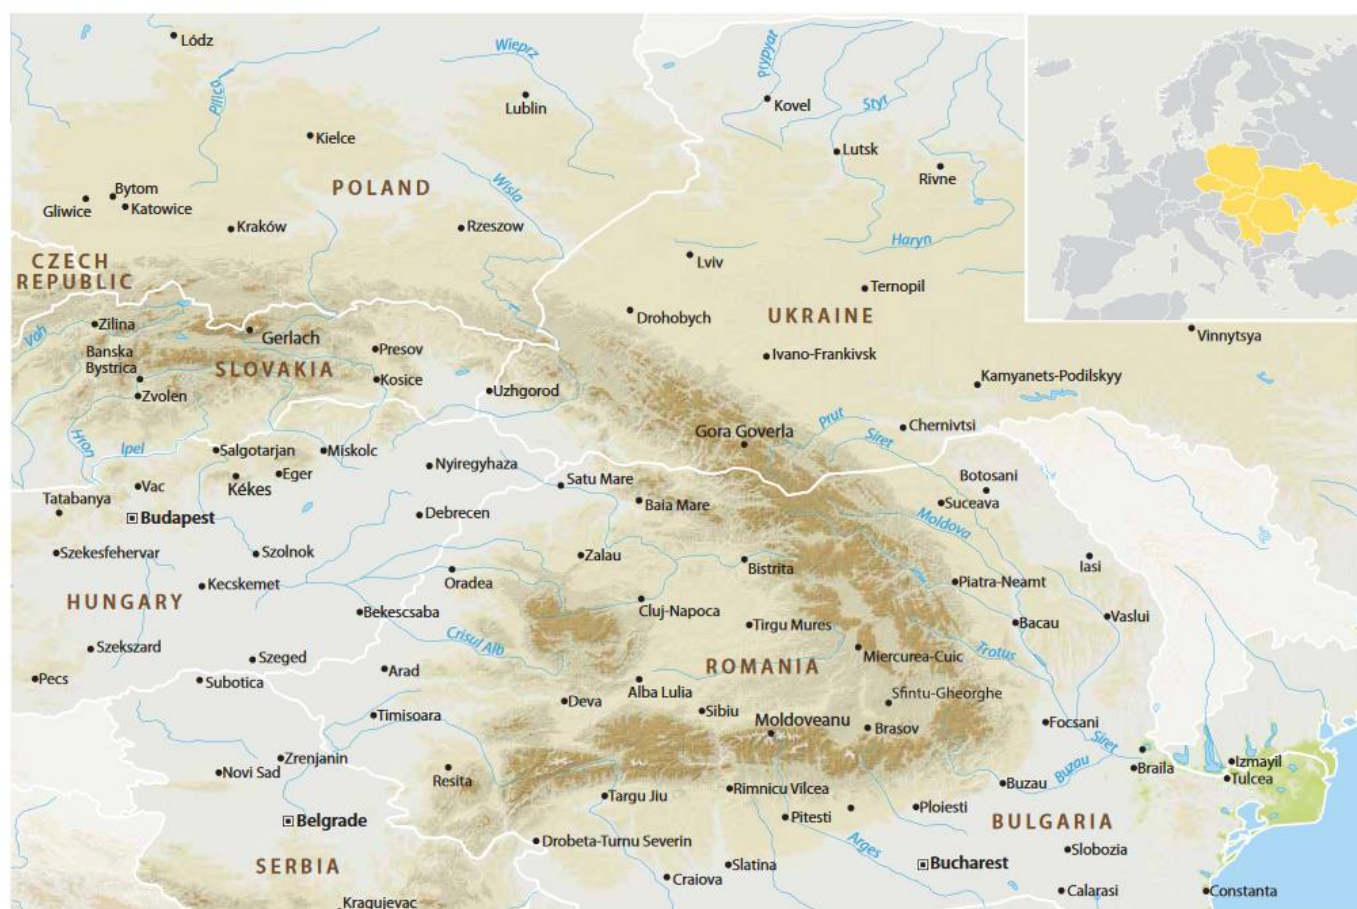 Lódz
Wieprz
Prypyat
Pilica
Lublin
Kovel
Styr
Kielce
Lutsk
Rivne
POLAND
Wisla
Bytom
Gliwice
Katowice
Kraków
Rzeszow
Haryn
CZECH
REPUBLIC
Lviv
Ternopil
Drohobych
UKRAINE
Zilina
Vah
Gerlach
Vinnytsya
Banska
Bystrica
SLOVAKIA
Presov
Ivano-Frankivsk
Kosice
Kamyanets-Podilskyy
Zvolen
Uzhgorod
Prut
Hron
Ipel
Gora Goverla
Siret
Chernivtsi
Salgotarjan
Miskolc
Nyiregyhaza
Eger
Kékes
Vac
Satu Mare
Botosani
Tatabanya
Baia Mare
Suceava
Budapest
Debrecen
Moldova
Szekesfehervar
Szolnok
Zalau
Bistrita
Iasi
Kecskemet
Oradea
Piatra-Neamt
HUNGARY
Bekescsaba
Cluj-Napoca
Tirgu Mures
Bacau
Vaslui
Crisul Alb
Trotus
Szekszard
Szeged
Arad
ROMANIA
Miercurea-Cuic
Pecs
Subotica
Alba Lulia
Sfintu-Gheorghe
Deva
Sibiu
Timisoara
Moldoveanu
Brasov
Focsani
Siret
Zrenjanin
Novi Sad
Resita
Buzau
Braila
Izmayil
Tulcea
Targu Jiu
Rimnicu Vilcea
Buzau
Ploiesti
Belgrade
Pitesti
BULGARIA
Drobeta-Turnu Severin
Arges
Slobozia
SERBIA
Slatina
Bucharest
Craiova
Calarasi
Constanta
Kragujevac